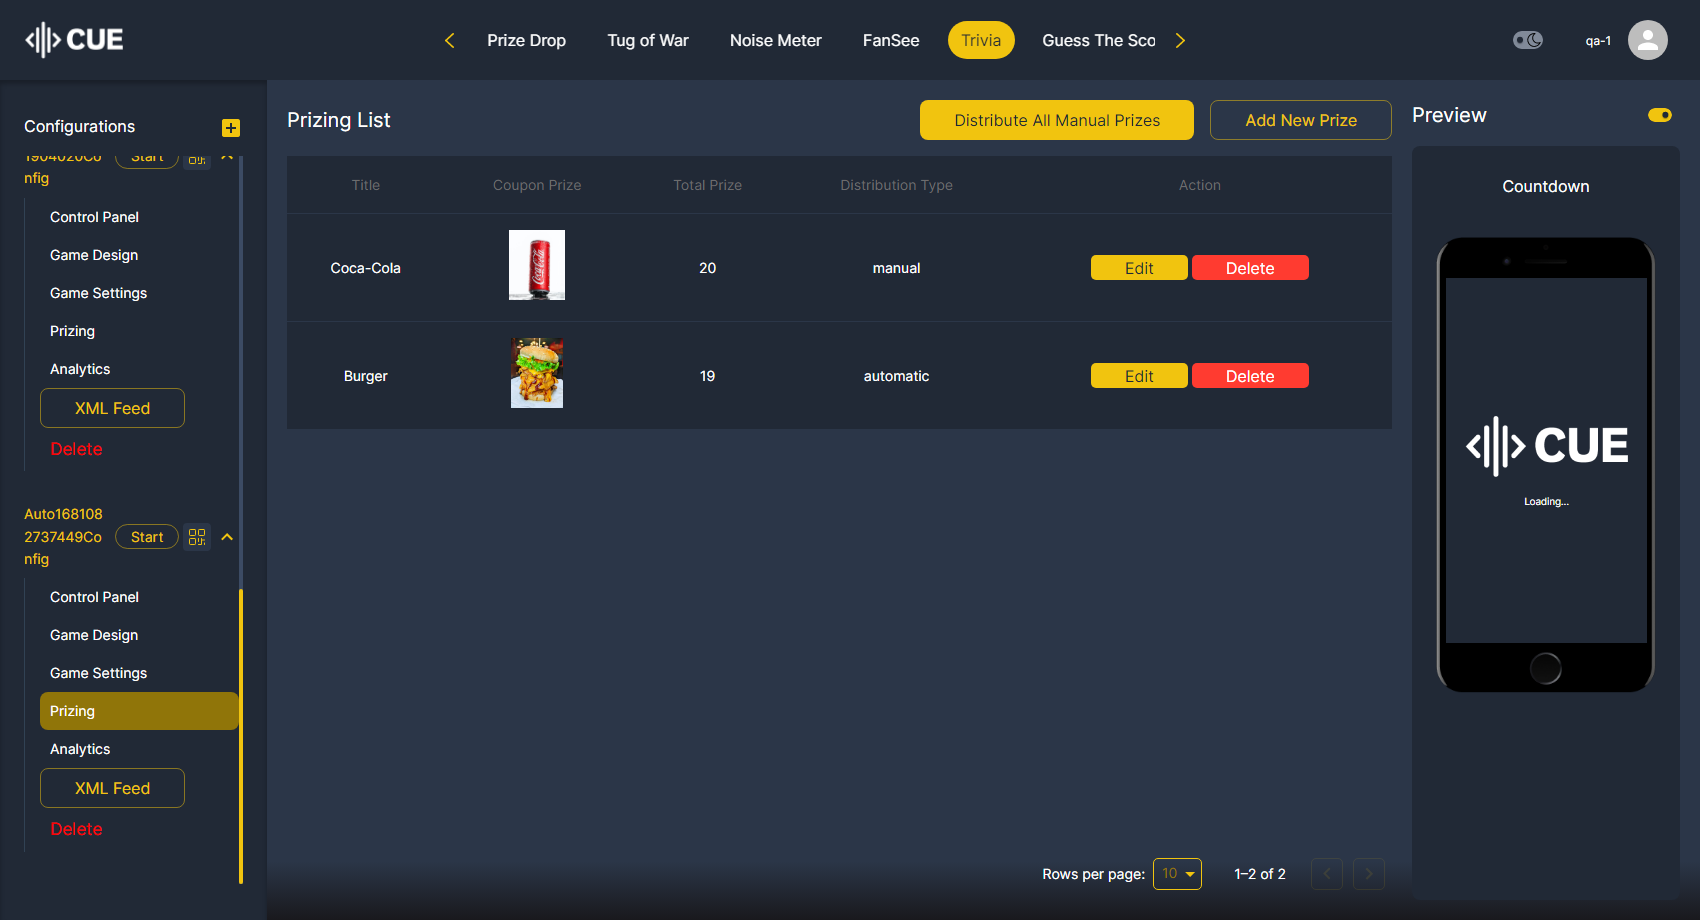 CUE
Prize Drop
Tug of War
Noise Meter
FanSee
Trivia
Guess The Sco
qa-1
Configurations
1904020Co
nfig
Start
Control Panel
Game Design
Game Settings
Prizing
Analytics
XML Feed
Delete
Auto168108
2737449Co
nfig
Start
Control Panel
Game Design
Game Settings
Prizing
Analytics
XML Feed
Delete
Prizing List
Distribute All Manual Prizes
Add New Prize
Title
Coupon Prize
Total Prize
Distribution Type
Action
Coca-Cola
Coca-Cola
20
manual
Edit
Delete
Burger
19
automatic
Edit
Delete
Rows per page:
10
1–2 of 2
Preview
Countdown
CUE
Loading...